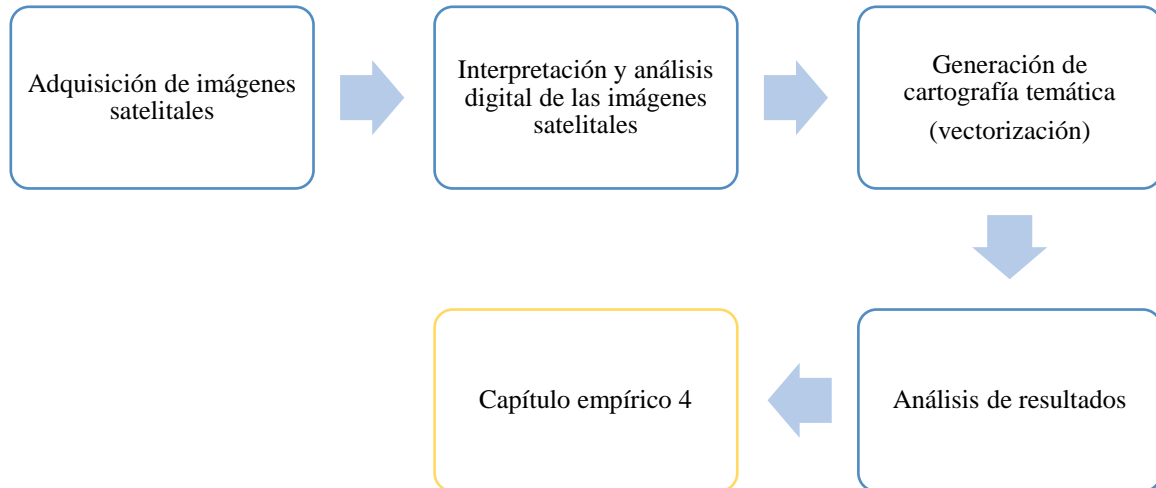 Adquisición de imágenes
satelitales
Interpretación y análisis
digital de las imágenes
satelitales
Generación de
cartografía temática
(vectorización)
Análisis de resultados
Capítulo empírico 4